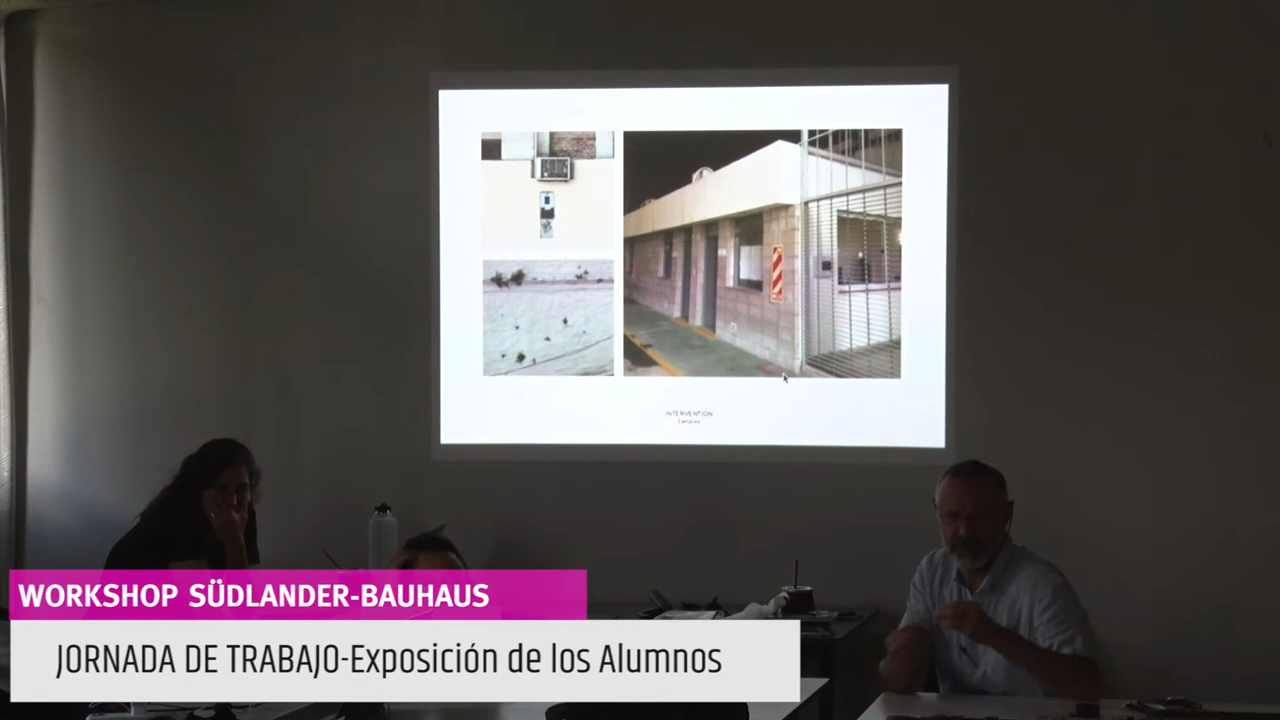 INTERVENTION
WORKSHOP SÜDLANDER-BAUHAUS
JORNADA DE TRABAJO-Exposición de los Alumnos